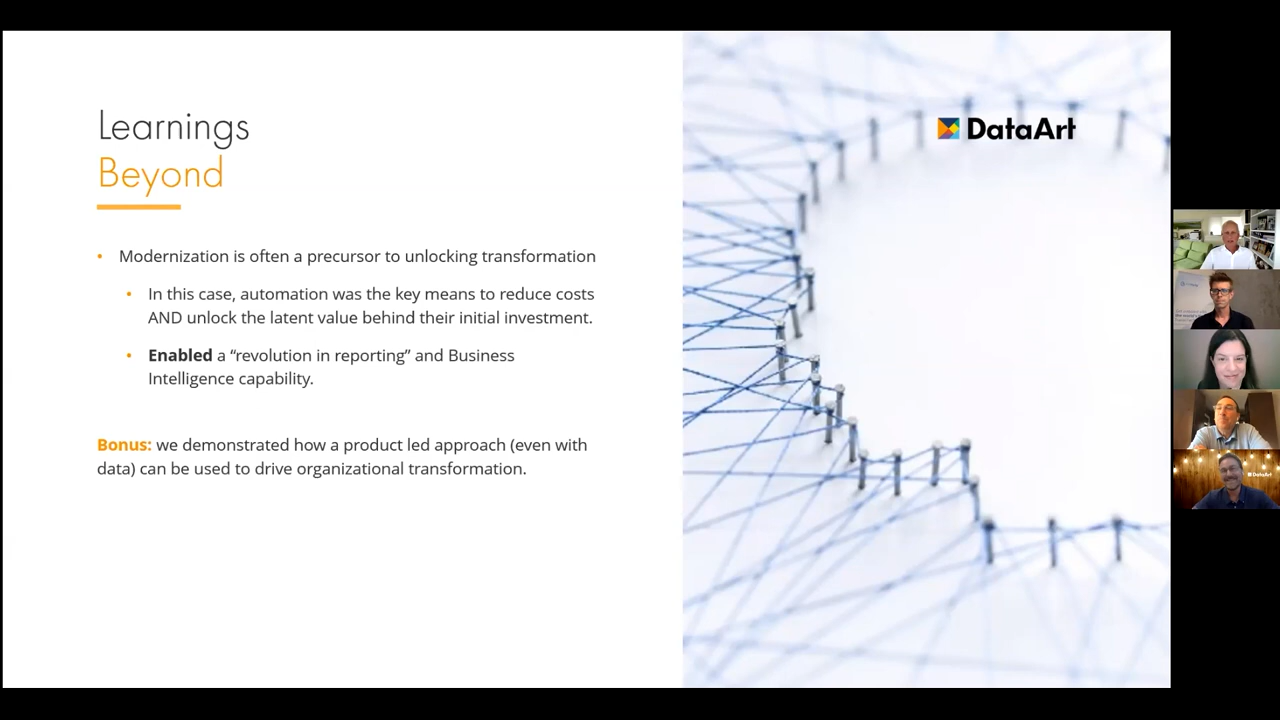 Learnings
Beyond
• Modernization is often a precursor to unlocking transformation
• In this case, automation was the key means to reduce costs
AND unlock the latent value behind their initial investment.
• Enabled a “revolution in reporting” and Business
Intelligence capability.
Bonus: we demonstrated how a product led approach (even with
data) can be used to drive organizational transformation.
DataArt
DataArt